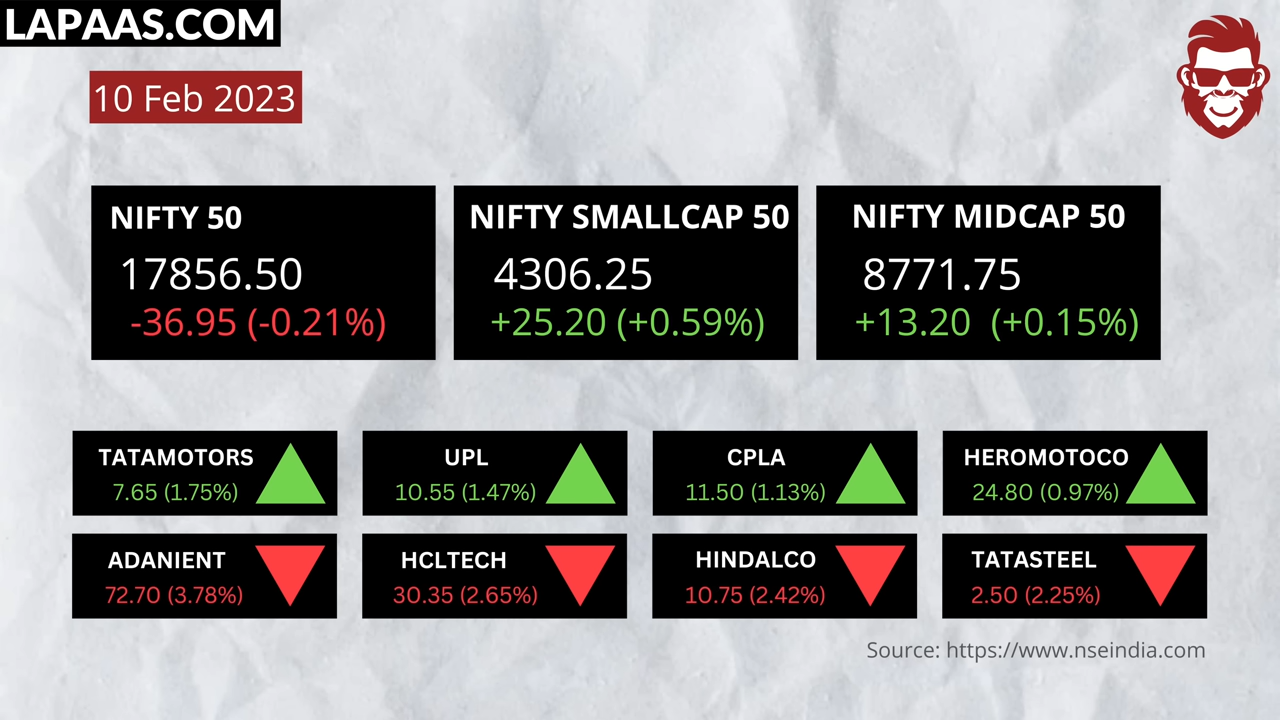 LAPAAS.COM
10 Feb 2023
NIFTY 50
17856.50
-36.95 (-0.21%)
NIFTY SMALLCAP 50
4306.25
+25.20 (+0.59%)
NIFTY MIDCAP 50
8771.75
+13.20 (+0.15%)
TATAMOTORS
7.65 (1.75%)
UPL
10.55 (1.47%)
CPLA
11.50 (1.13%)
HEROMOTOCO
24.80 (0.97%)
ADANIENT
72.70 (3.78%)
HCLTECH
30.35 (2.65%)
HINDALCO
10.75 (2.42%)
TATASTEEL
2.50 (2.25%)
Source: https://www.nseindia.com